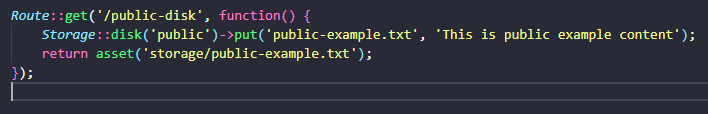 Route::get('/public-disk', function() {
    Storage::disk('public')->put('public-example.txt', 'This is public example content');
    return asset('storage/public-example.txt');
});